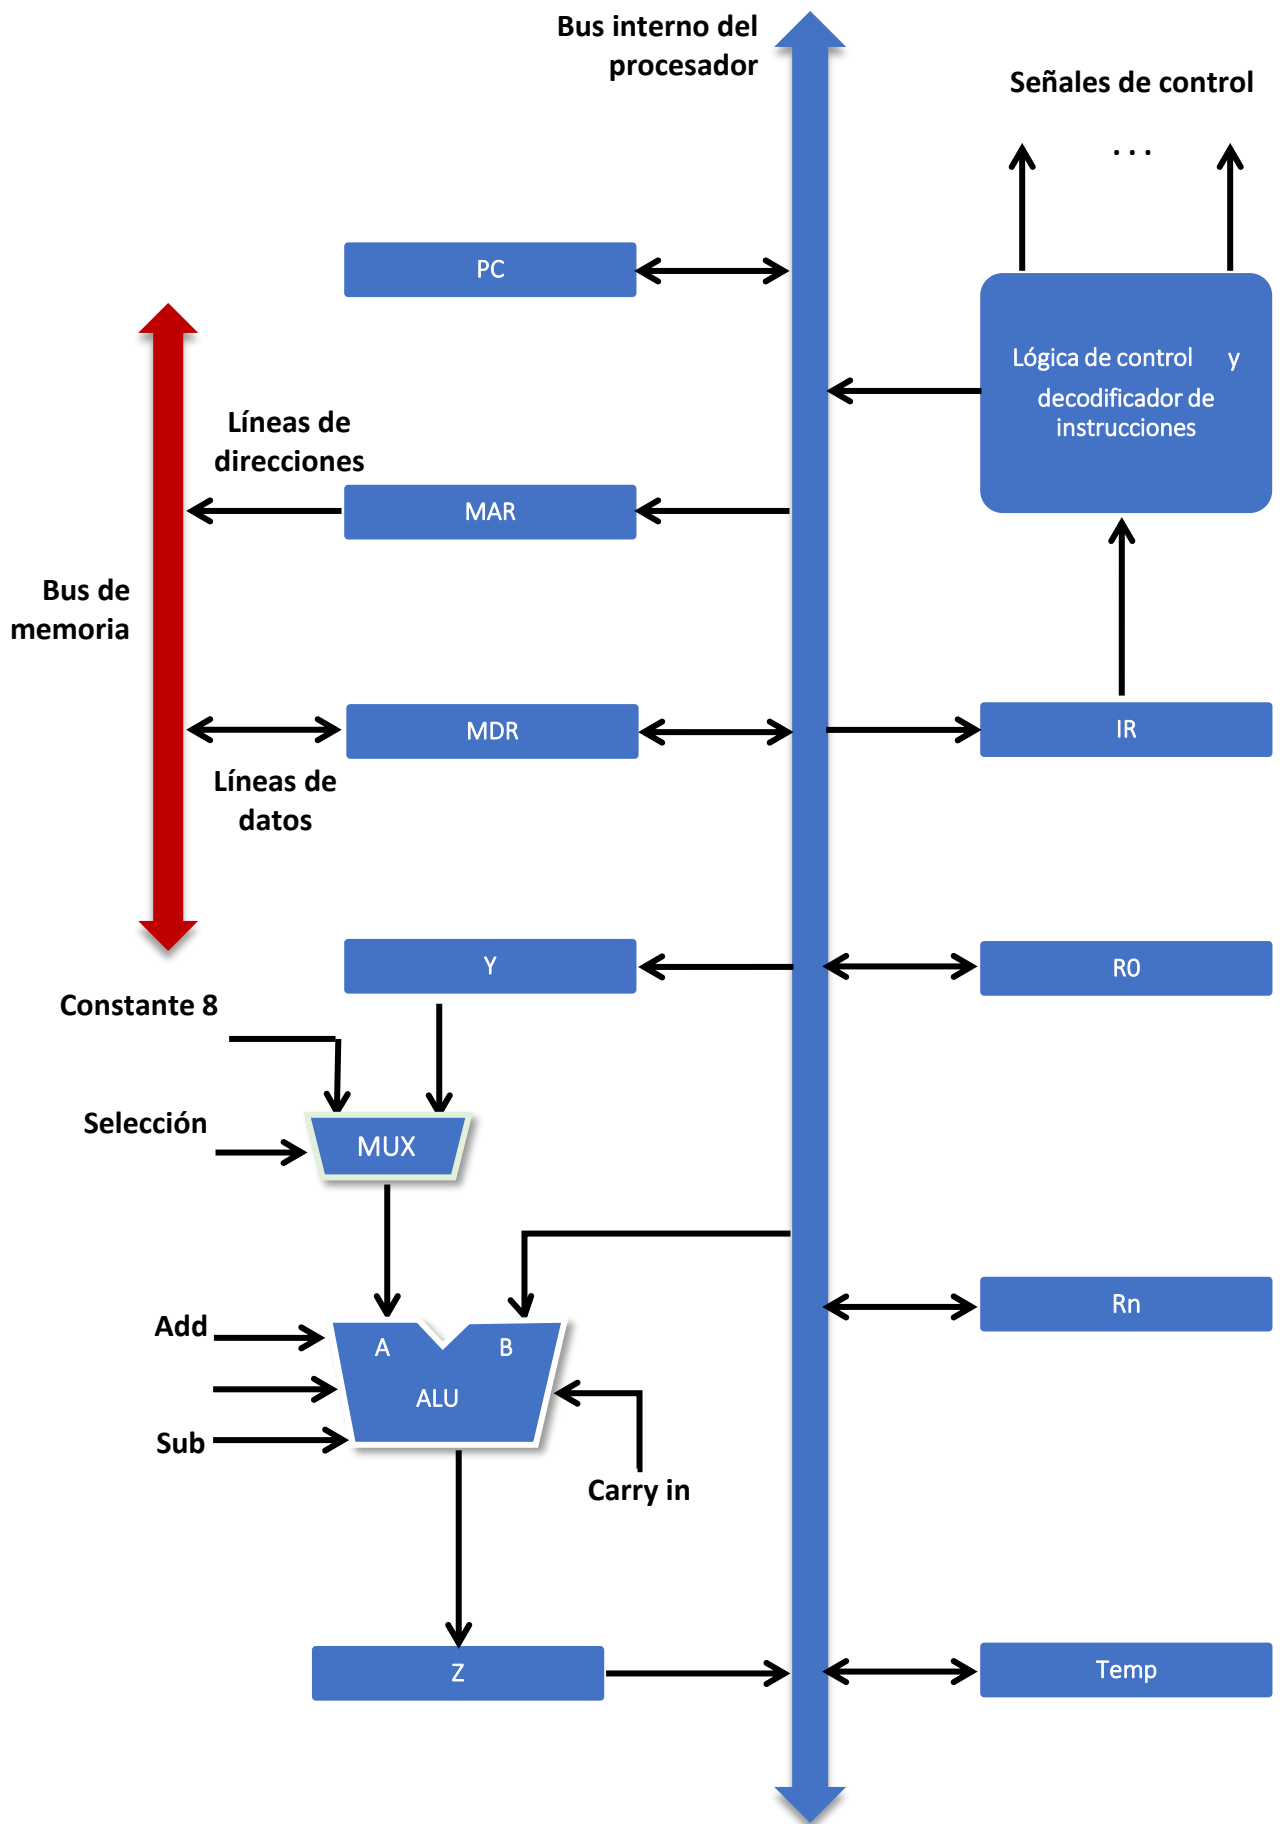 Bus interno del
procesador
Señales de control
. . .
PC
Lógica de control y
decodificador de
instrucciones
Líneas de
direcciones
MAR
Bus de
memoria
MDR
IR
Líneas de
datos
Y
R0
Constante 8
Selección
MUX
Rn
Add
A
B
ALU
Sub
Carry in
Z
Temp